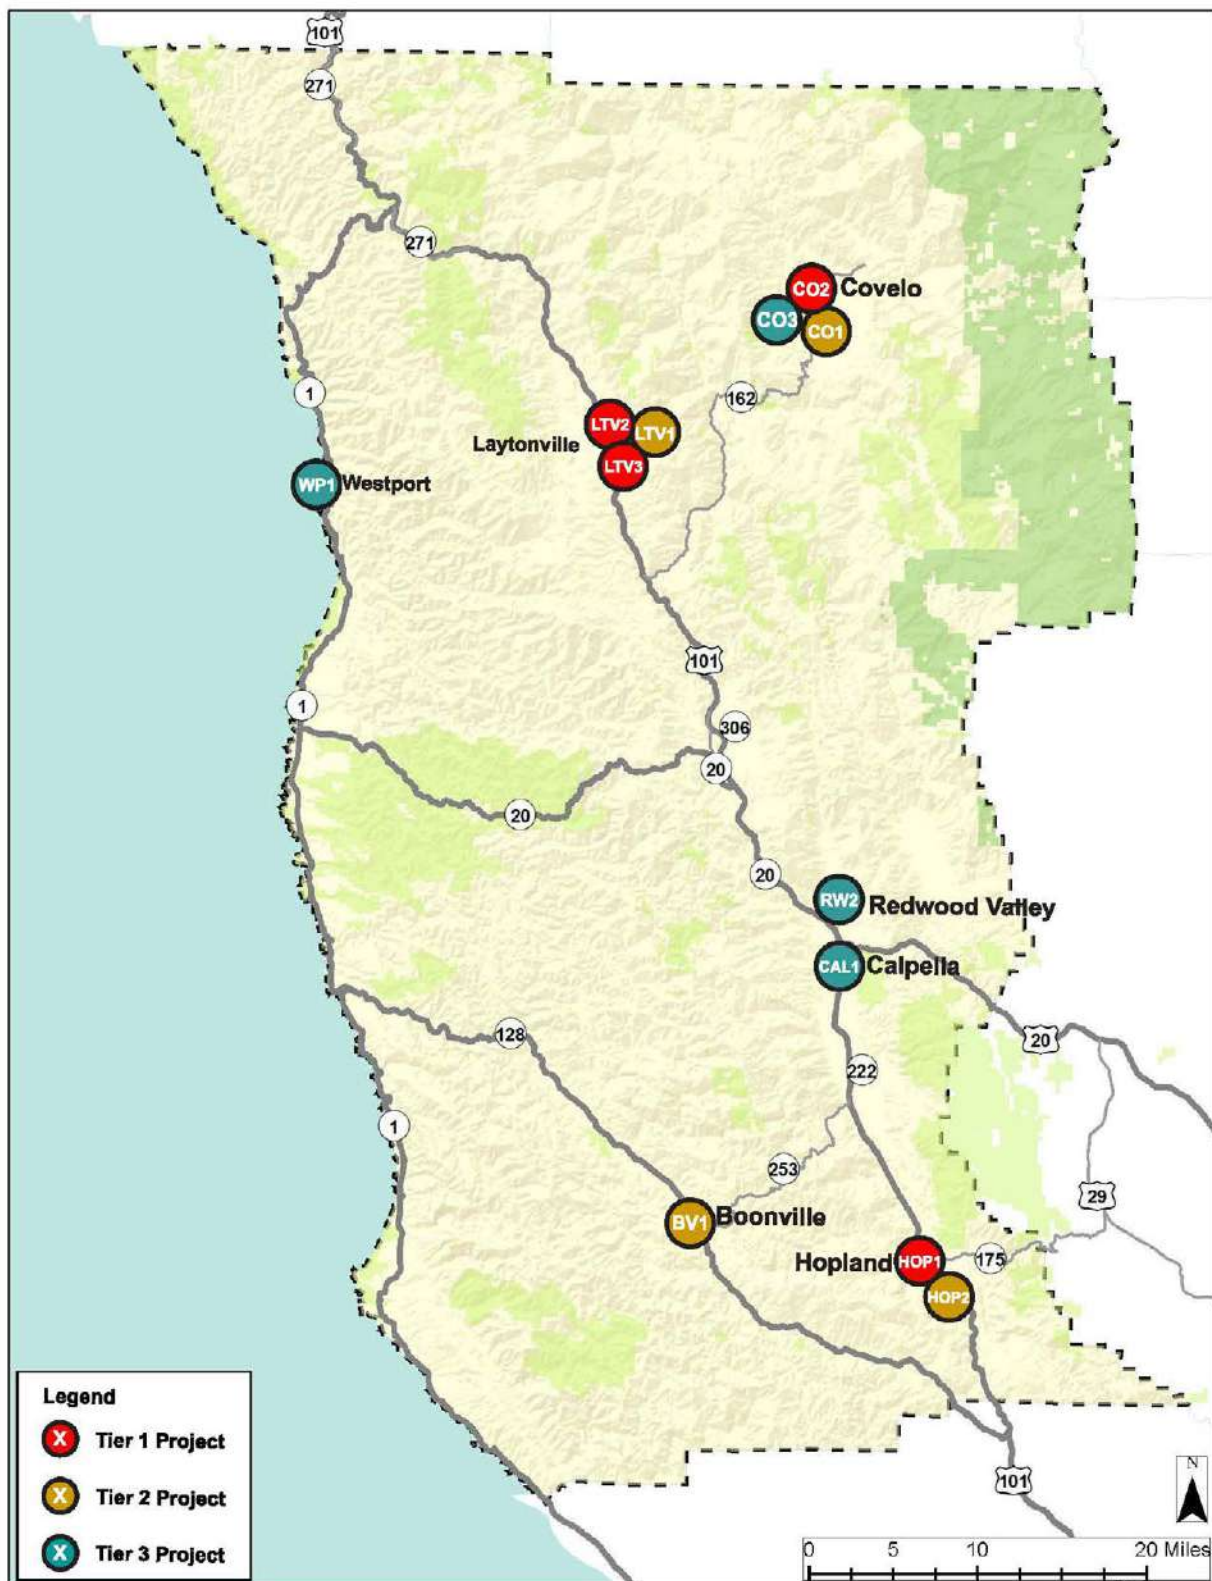 101
271
271
CO2 Covelo
CO3
CO1
162
1
LTV2
LTV1
Laytonville
LTV3
WP1 Westport
101
1
306
20
20
20
RW2 Redwood Valley
CAL1 Calpella
128
20
222
1
253
29
BV1 Boonville
Hopland HOP1
175
HOP2
101
N
Legend
X Tier 1 Project
X Tier 2 Project
X Tier 3 Project
0 5 10 20 Miles